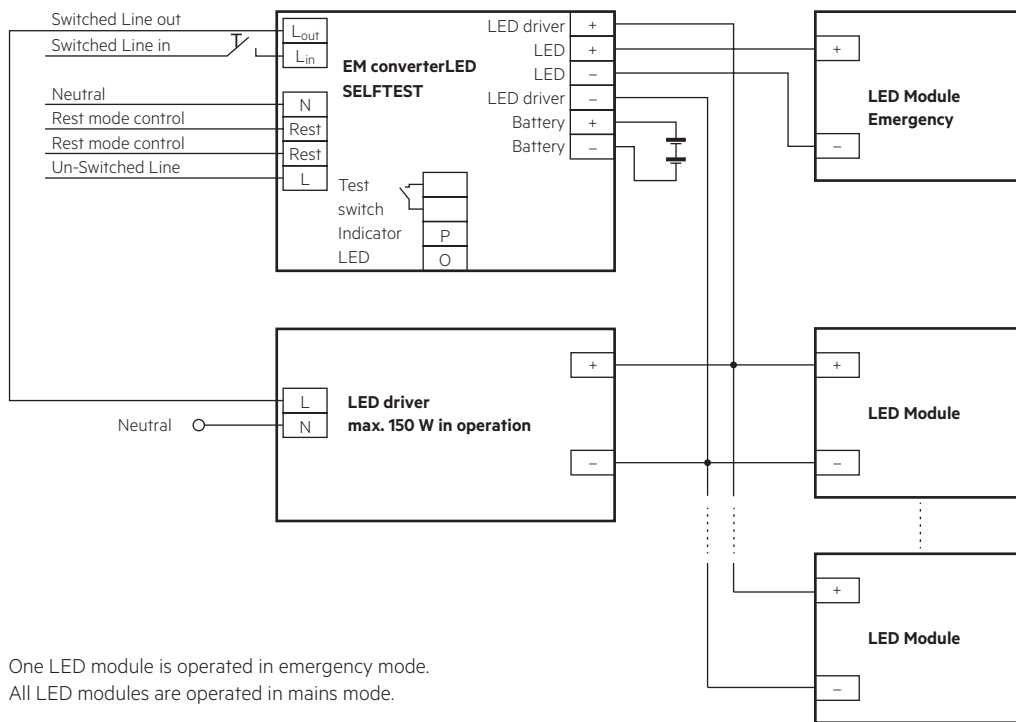 Switched Line out
Switched Line in
Neutral
Rest mode control
Rest mode control
Un-Switched Line
Lout
Lin
N
Rest
Rest
L
EM converterLED
SELFTEST
Test
switch
Indicator
LED
P
O
LED driver +
LED +
LED –
LED driver –
Battery +
Battery –
+
–
LED Module
Emergency
Neutral
L
N
LED driver
max. 150 W in operation
+
–
+
–
LED Module
+
–
LED Module
One LED module is operated in emergency mode.
All LED modules are operated in mains mode.